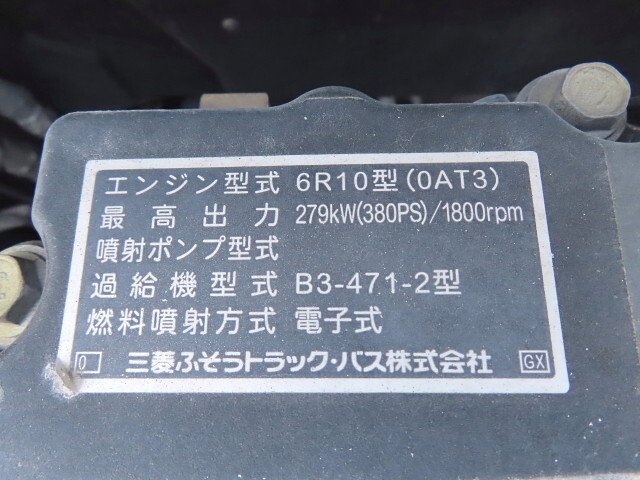 エンジン型式 6R10型(0AT3)
最高出力 279kW(380PS)/1800rpm
噴射ポンプ型式
過給機型式 B3-471-2型
燃料噴射方式 電子式
0 三菱ふそうトラック・バス株式会社 GX